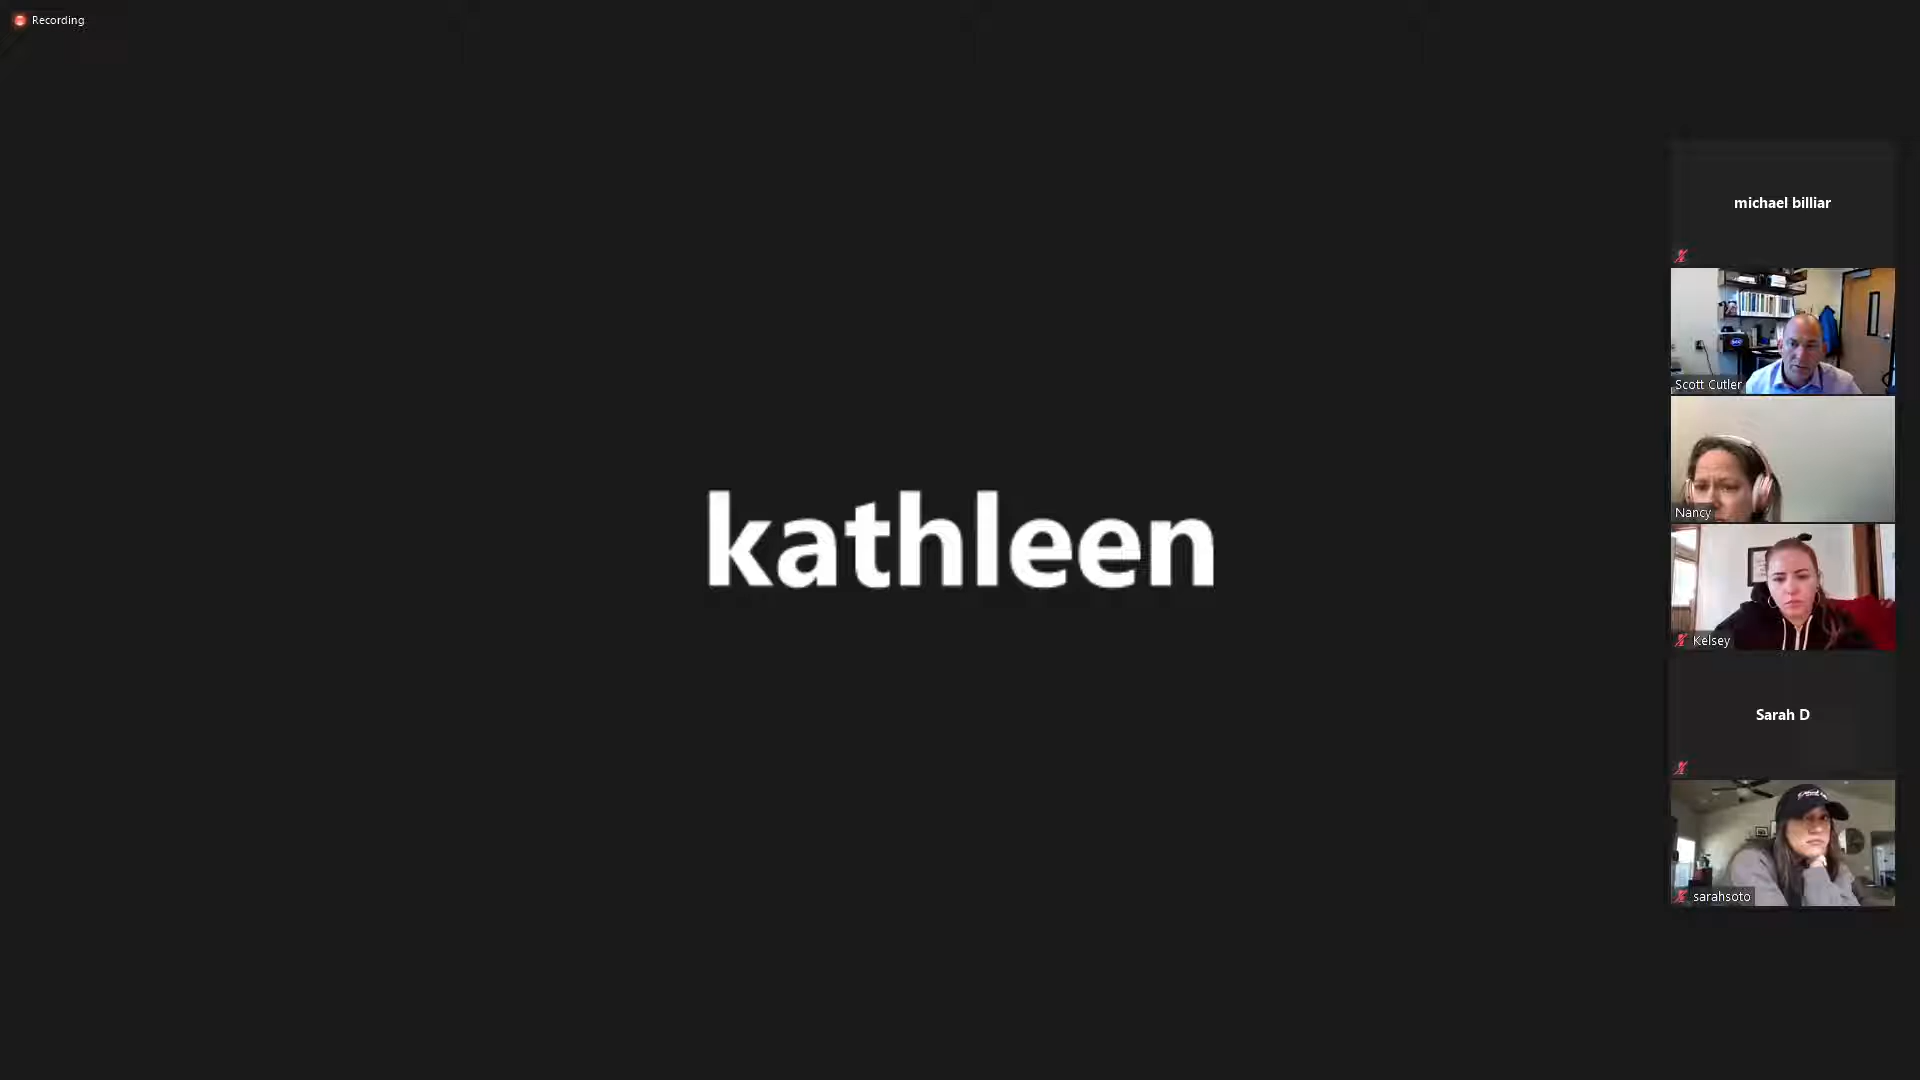 Recording
michael billiar
Scott Cutler
Nancy
kathleen
Kelsey
Sarah D
sarahsoto